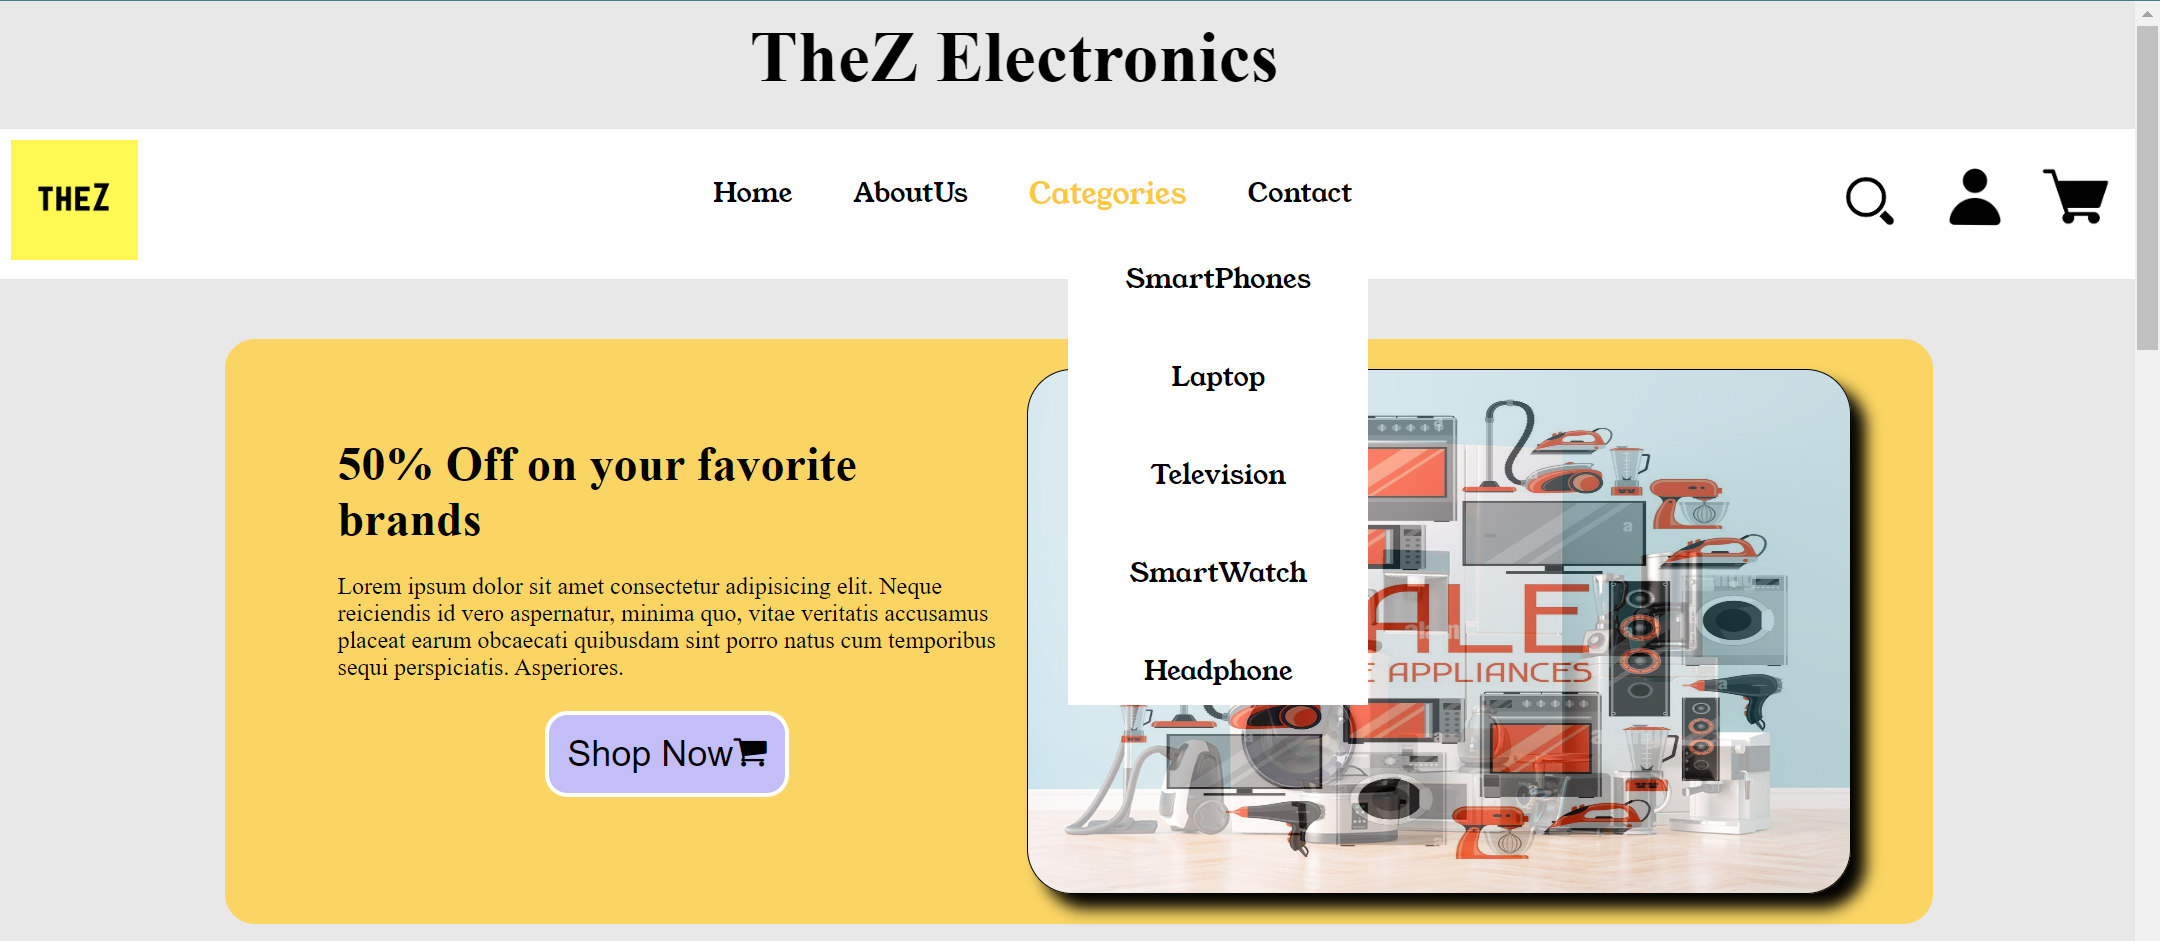 TheZ Electronics
THEZ
Home AboutUs Categories Contact
SmartPhones
Laptop
Television
SmartWatch
Headphone
50% Off on your favorite
brands
Lorem ipsum dolor sit amet consectetur adipisicing elit. Neque
reiciendis id vero aspernatur, minima quo, vitae veritatis accusamus
placeat earum obcaecati quibusdam sint porro natus cum temporibus
sequi perspiciatis. Asperiores.
Shop Now
ALE
E APPLIANCES